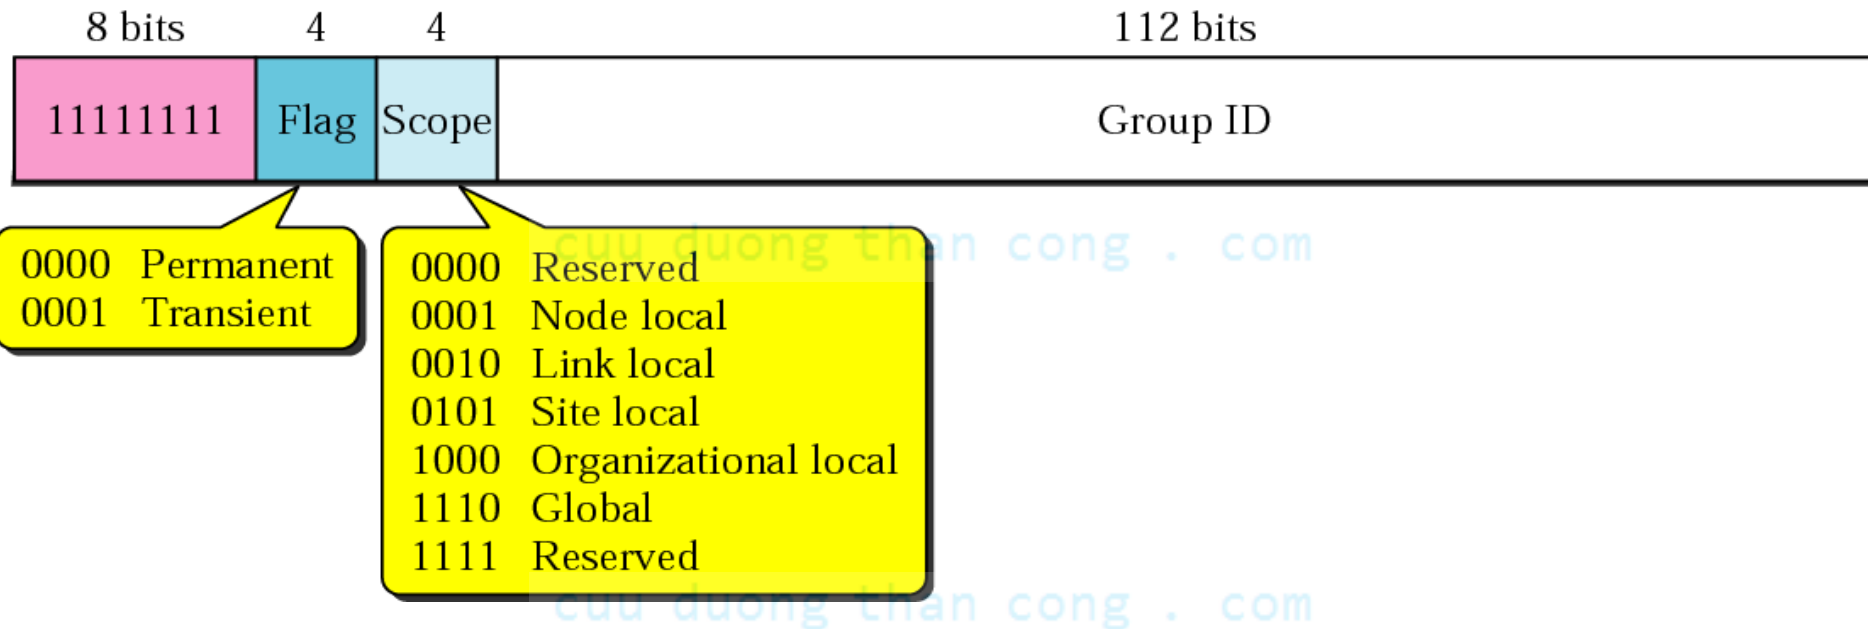 8 bits 4 4 112 bits
11111111 Flag Scope Group ID
0000 Permanent
0001 Transient
0000 Reserved
0001 Node local
0010 Link local
0101 Site local
1000 Organizational local
1110 Global
1111 Reserved
cuu duong than cong . com
cuu duong than cong . com